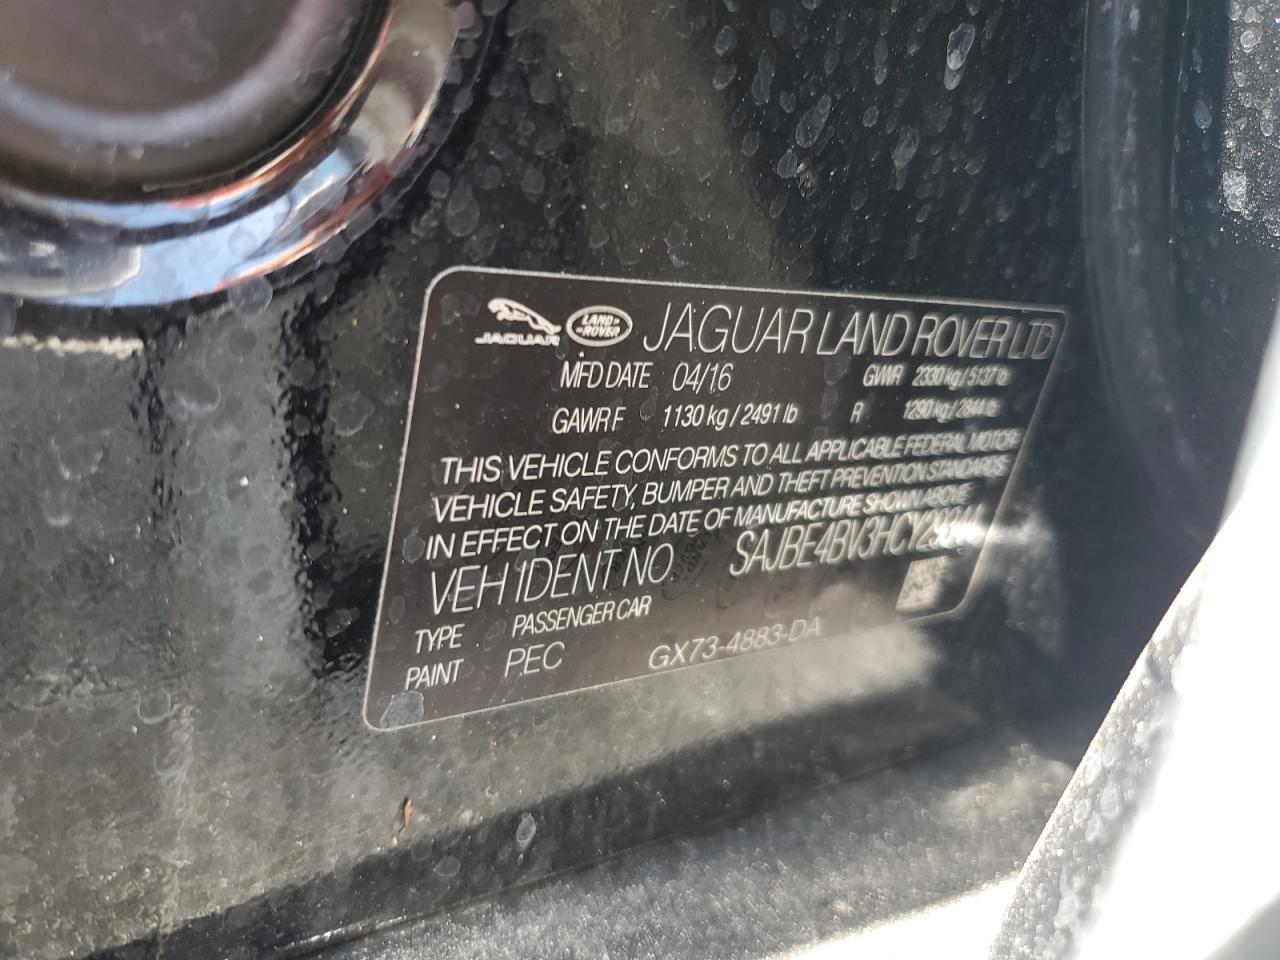 JAGUAR LAND ROVER JAGUAR LAND ROVER LTD
MFD DATE 04/16 GVWR 2330 kg / 5137 lb
GAWR F 1130 kg / 2491 lb R 1290 kg / 2844 lb
THIS VEHICLE CONFORMS TO ALL APPLICABLE FEDERAL MOTOR
VEHICLE SAFETY, BUMPER AND THEFT PREVENTION STANDARDS
IN EFFECT ON THE DATE OF MANUFACTURE SHOWN ABOVE
VEH IDENT NO
TYPE PASSENGER CAR
PAINT PEC GX73-4883-DA